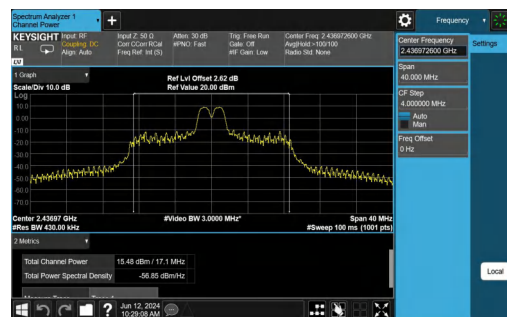 Spectrum Analyzer 1
Channel Power
+
Frequency
KEYSIGHT
RL
Input: RF
Coupling: DC
Align: Auto
Input Z: 50 Ω
Corr CCorr RCal
Freq Ref: Int (S)
Atten: 30 dB
#PNO: Fast
Trig: Free Run
Gate: Off
#IF Gain: Low
Center Freq: 2.436972600 GHz
Avg|Hold:>100/100
Radio Std: None
LW
Center Frequency
2.436972600 GHz
Settings
Span
40.000 MHz
CF Step
4.000000 MHz
Auto
Man
Freq Offset
0 Hz
Local
1 Graph
Scale/Div 10.0 dB
Ref Lvl Offset 2.62 dB
Ref Value 20.00 dBm
Log
10.0
0.00
-10.0
-20.0
-30.0
-40.0
-50.0
-60.0
-70.0
Center 2.43697 GHz
#Video BW 3.0000 MHz*
Span 40 MHz
#Res BW 430.00 kHz
#Sweep 100 ms (1001 pts)
2 Metrics
Total Channel Power 15.48 dBm / 17.1 MHz
Total Power Spectral Density -56.85 dBm/Hz
?
Jun 12, 2024
10:29:08 AM